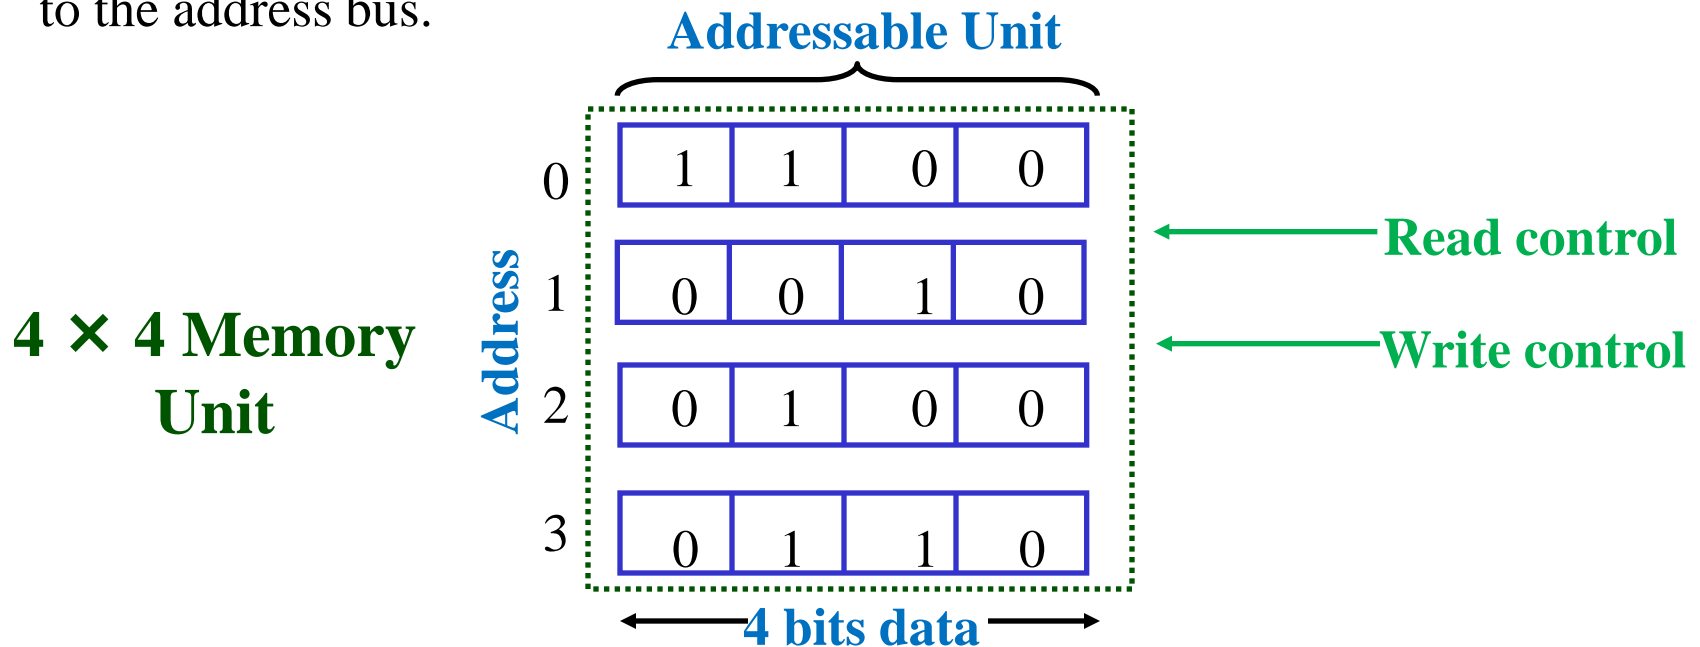 to the address bus.
Addressable Unit
0 1 1 0 0
Read control
Address
1 0 0 1 0
4 × 4 Memory
Unit
Write control
2 0 1 0 0
3 0 1 1 0
4 bits data